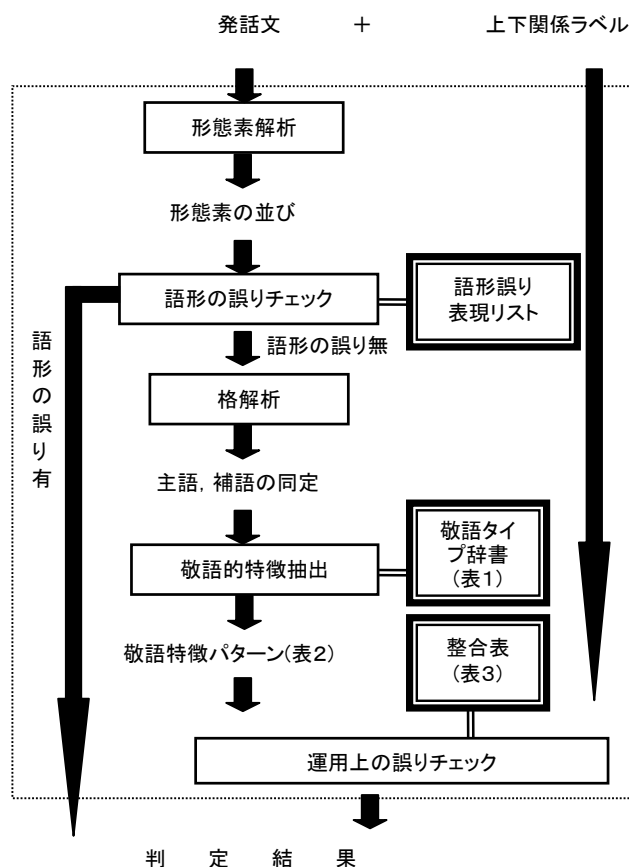 発話文 + 上下関係ラベル
形態素解析
形態素の並び
語形の誤りチェック
語形誤り
表現リスト
語形の誤り無
語形の誤り有
格解析
主語, 補語の同定
敬語的特徴抽出
敬語タイ
プ辞書
(表1)
敬語特徴パターン(表2)
整合表
(表3)
運用上の誤りチェック
判 定 結 果